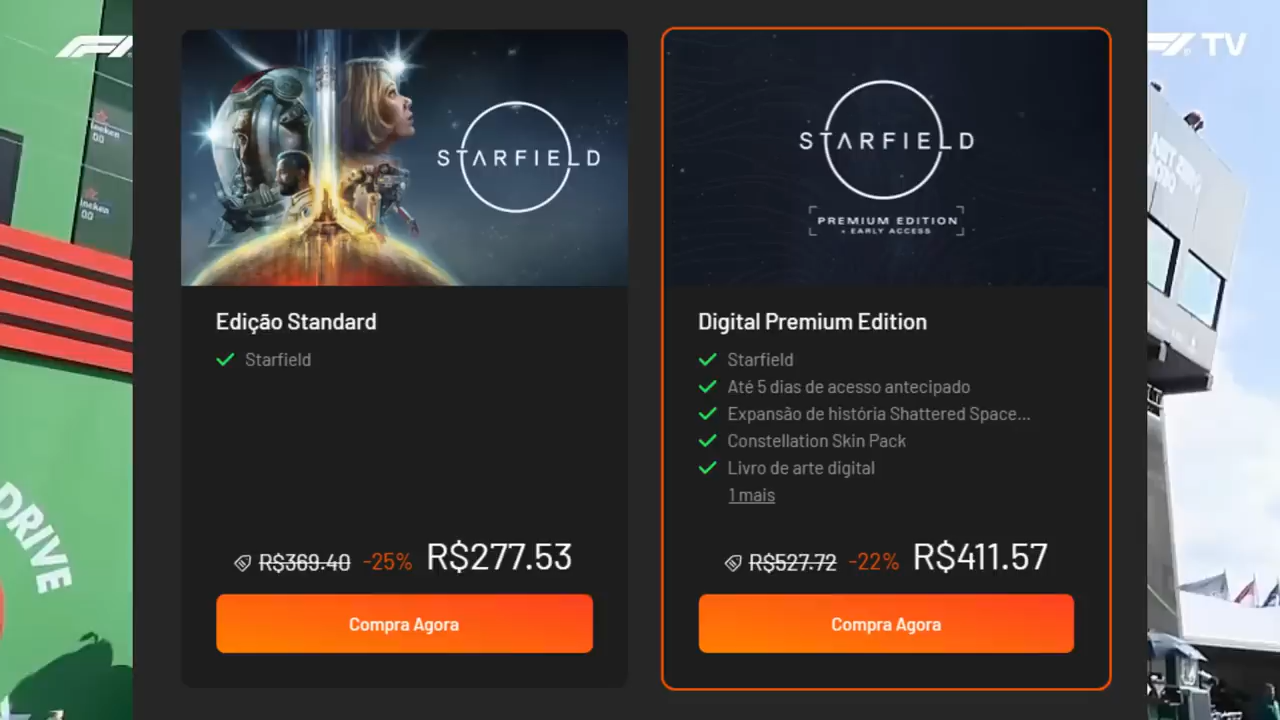 F1
TV
STARFIELD
STARFIELD
PREMIUM EDITION
+ EARLY ACCESS
Edição Standard
Starfield
R$369.40 -25% R$277.53
Compra Agora
Digital Premium Edition
Starfield
Até 5 dias de acesso antecipado
Expansão de história Shattered Space...
Constellation Skin Pack
Livro de arte digital
1 mais
R$527.72 -22% R$411.57
Compra Agora
DRIVE